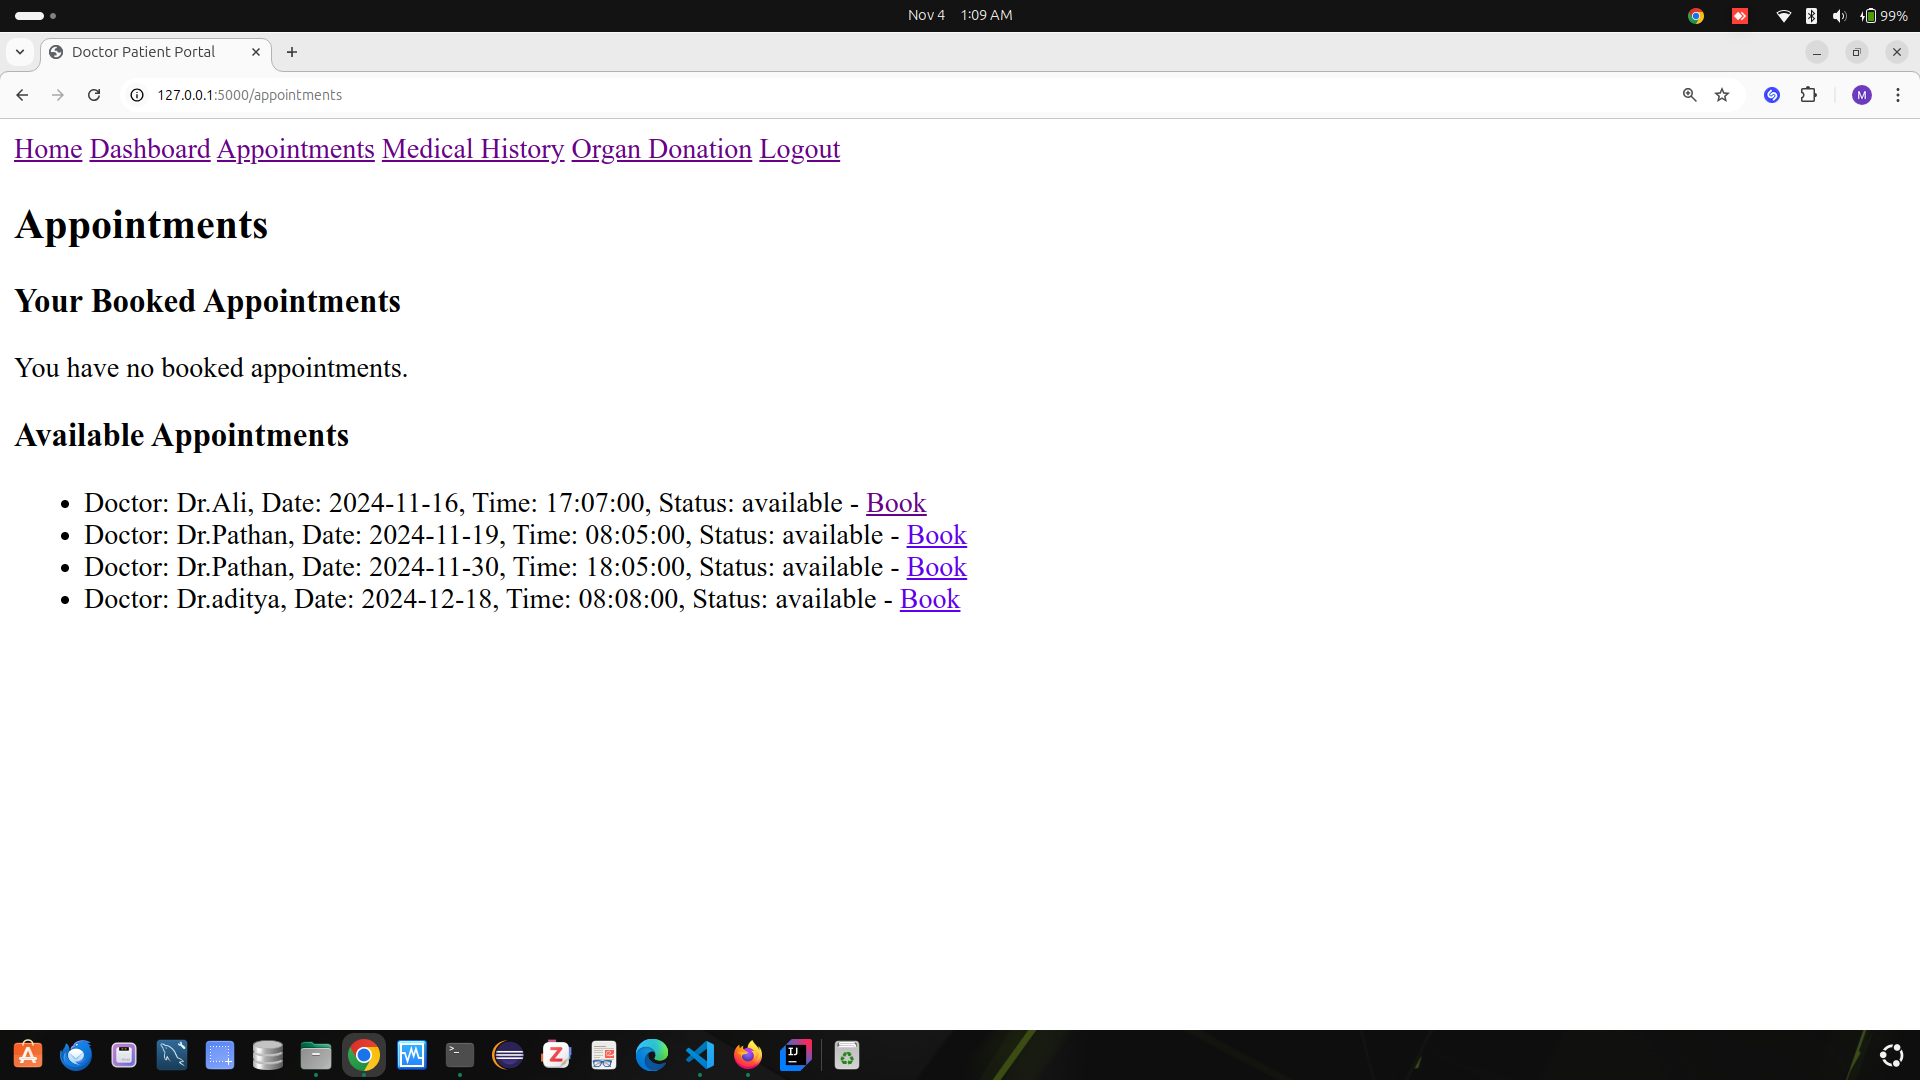 Nov 4 1:09 AM
99%
Doctor Patient Portal
127.0.0.1:5000/appointments
M
Home Dashboard Appointments Medical History Organ Donation Logout
Appointments
Your Booked Appointments
You have no booked appointments.
Available Appointments
Doctor: Dr.Ali, Date: 2024-11-16, Time: 17:07:00, Status: available - Book
Doctor: Dr.Pathan, Date: 2024-11-19, Time: 08:05:00, Status: available - Book
Doctor: Dr.Pathan, Date: 2024-11-30, Time: 18:05:00, Status: available - Book
Doctor: Dr.aditya, Date: 2024-12-18, Time: 08:08:00, Status: available - Book